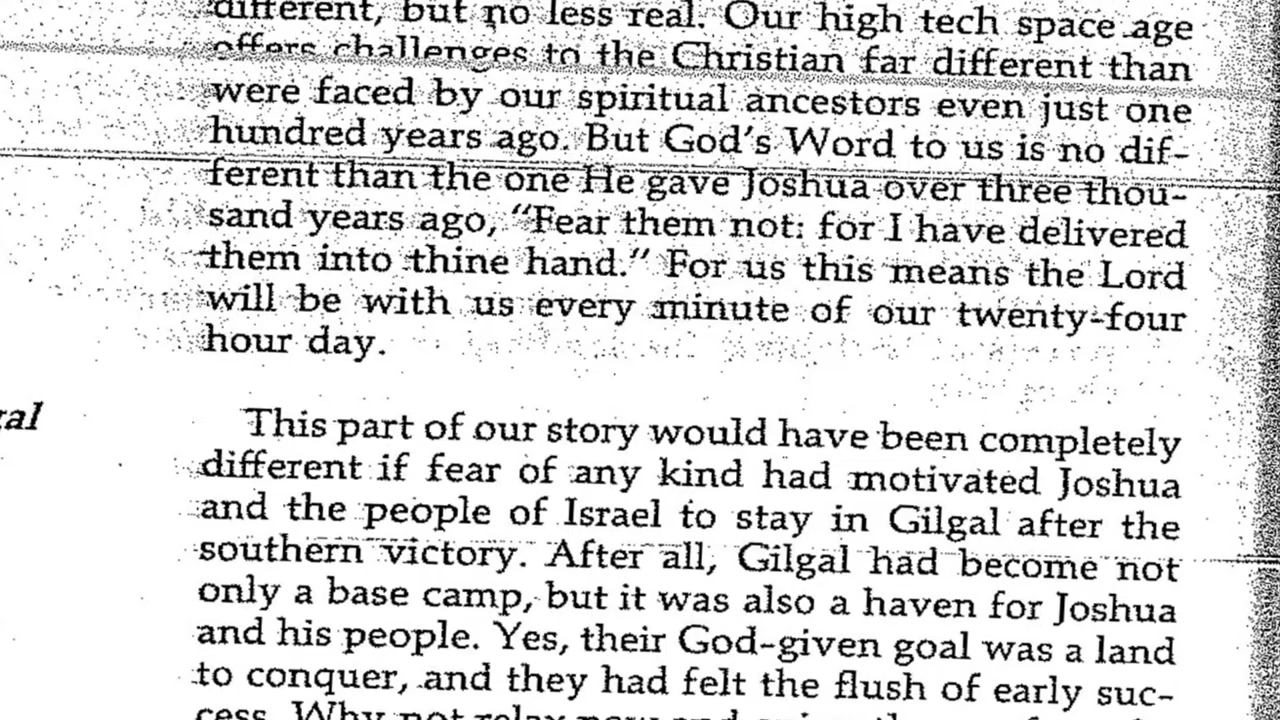 different, but no less real. Our high tech space age
offers challenges to the Christian far different than
were faced by our spiritual ancestors even just one
hundred years ago. But God's Word to us is no dif-
ferent than the one He gave Joshua over three thou-
sand years ago, "Fear them not: for I have delivered
them into thine hand." For us this means the Lord
will be with us every minute of our twenty-four
hour day.
gal
This part of our story would have been completely
different if fear of any kind had motivated Joshua
and the people of Israel to stay in Gilgal after the
southern victory. After all, Gilgal had become not
only a base camp, but it was also a haven for Joshua
and his people. Yes, their God-given goal was a land
to conquer, and they had felt the flush of early suc-
cess. Why not relax now and